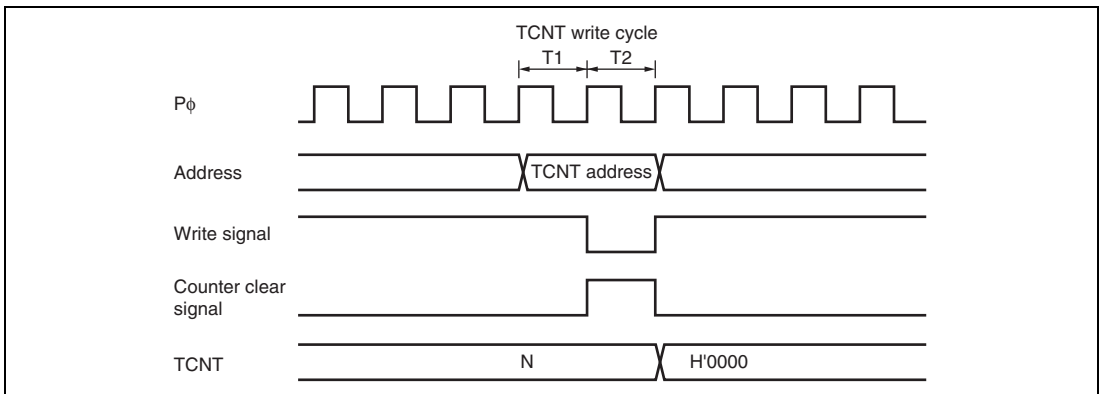 TCNT write cycle
T1 T2
Pϕ
Address
TCNT address
Write signal
Counter clear
signal
TCNT
N
H'0000